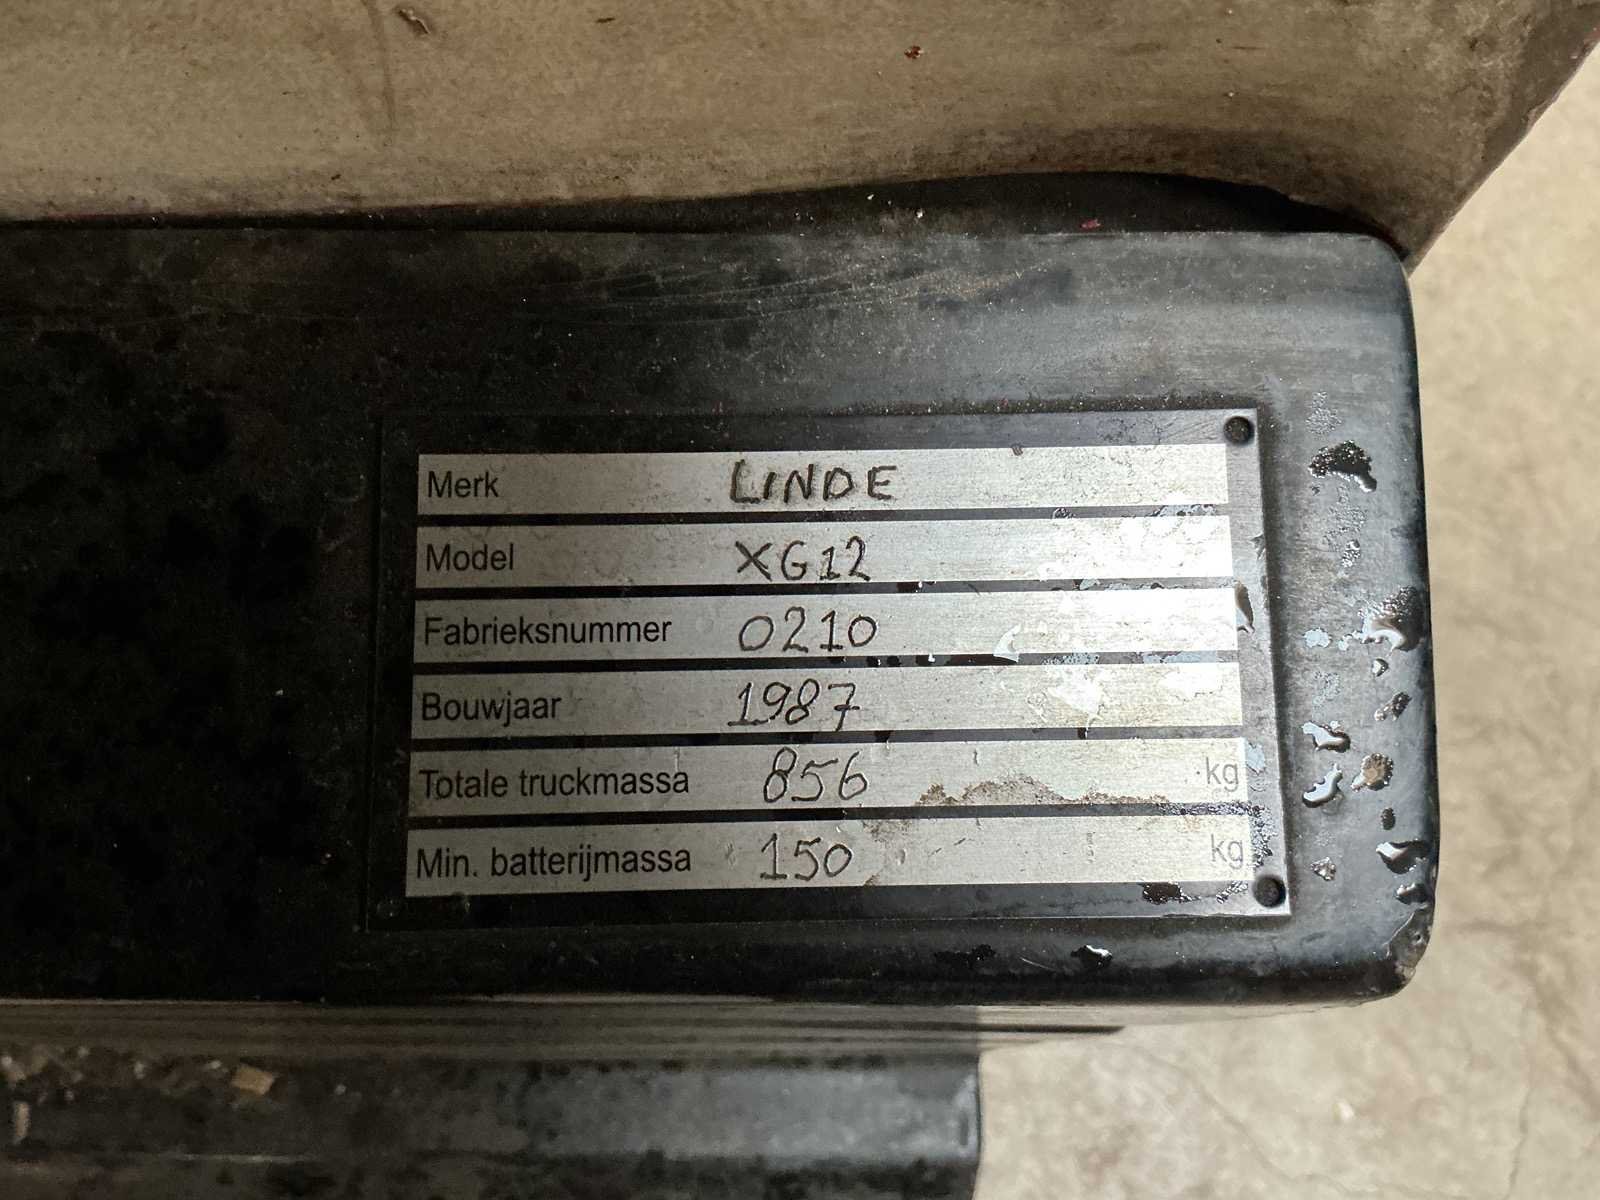 Merk LINDE
Model XG12
Fabrieksnummer 0210
Bouwjaar 1987
Totale truckmassa 856 kg
Min. batterijmassa 150 kg